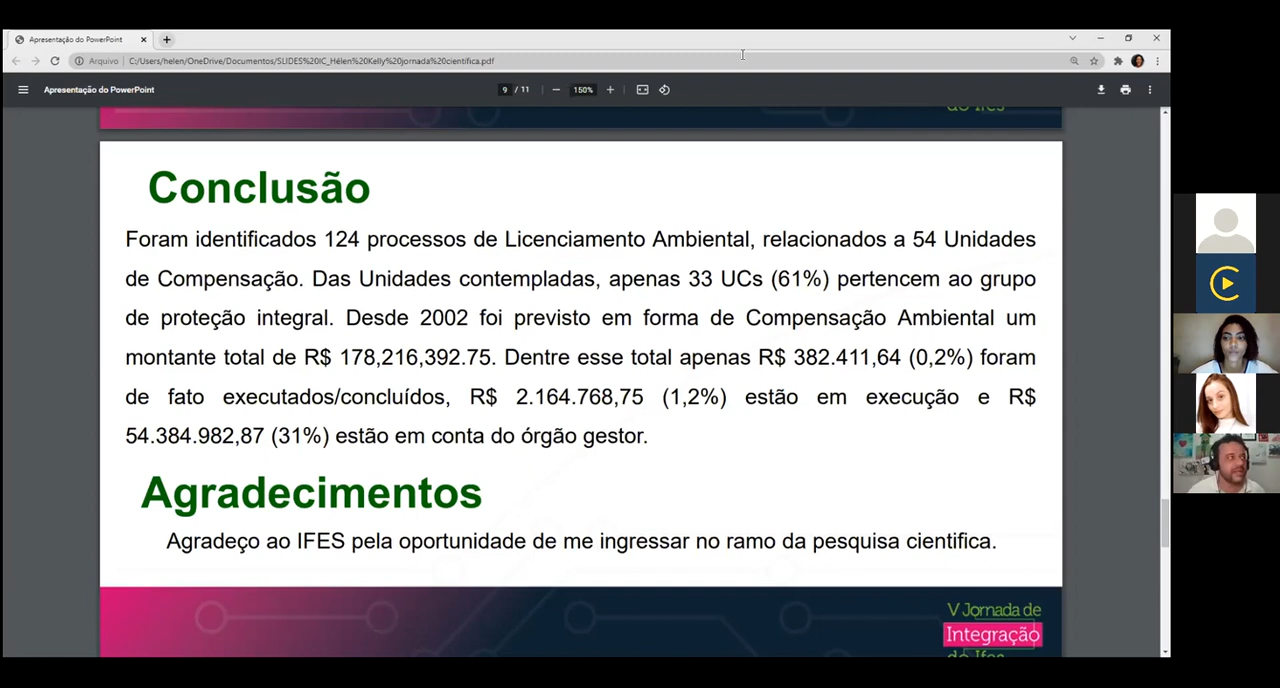 Apresentação do PowerPoint
Arquivo C:/Users/helen/OneDrive/Documentos/SLIDES%20IC_Hélen%20Kelly%20jornada%20científica.pdf
Apresentação do PowerPoint 9 / 11 150%
do Ifes
Conclusão
Foram identificados 124 processos de Licenciamento Ambiental, relacionados a 54 Unidades
de Compensação. Das Unidades contempladas, apenas 33 UCs (61%) pertencem ao grupo
de proteção integral. Desde 2002 foi previsto em forma de Compensação Ambiental um
montante total de R$ 178,216,392.75. Dentre esse total apenas R$ 382.411,64 (0,2%) foram
de fato executados/concluídos, R$ 2.164.768,75 (1,2%) estão em execução e R$
54.384.982,87 (31%) estão em conta do órgão gestor.
Agradecimentos
Agradeço ao IFES pela oportunidade de me ingressar no ramo da pesquisa cientifica.
V Jornada de
Integração
do Ifes